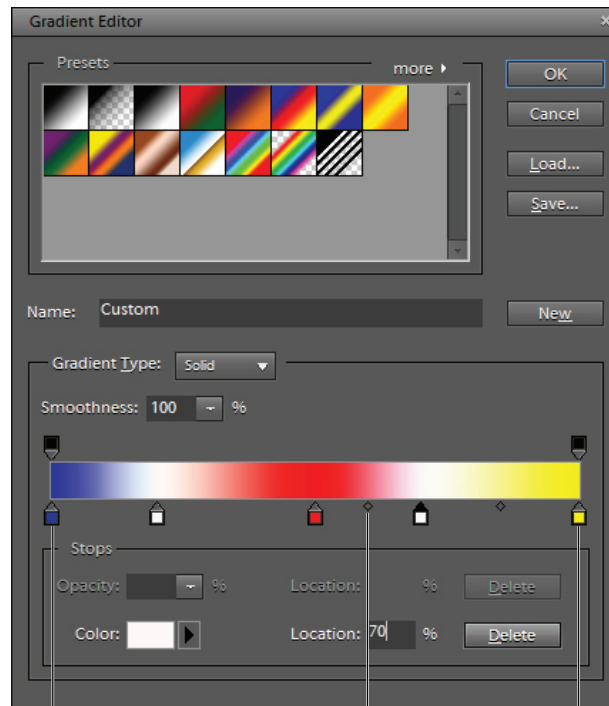 Gradient Editor
Presets
more
OK
Cancel
Load...
Save...
Name: Custom
New
Gradient Type: Solid
Smoothness: 100 %
Stops
Opacity: % Location: % Delete
Color: Location: 70 % Delete